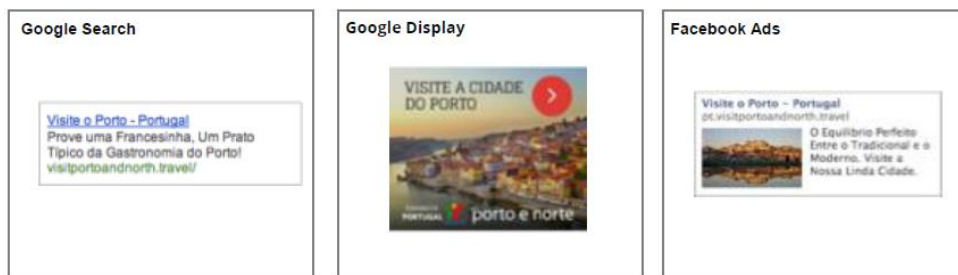 Google Search
Visite o Porto - Portugal
Prove uma Francesinha, Um Prato
Típico da Gastronomia do Porto!
visitportoandnorth.travel/
Google Display
VISITE A CIDADE
DO PORTO
PORTUGAL
porto e norte
Facebook Ads
Visite o Porto – Portugal
pt.visitportoandnorth.travel
O Equilíbrio Perfeito
Entre o Tradicional e o
Moderno. Visite a
Nossa Linda Cidade.